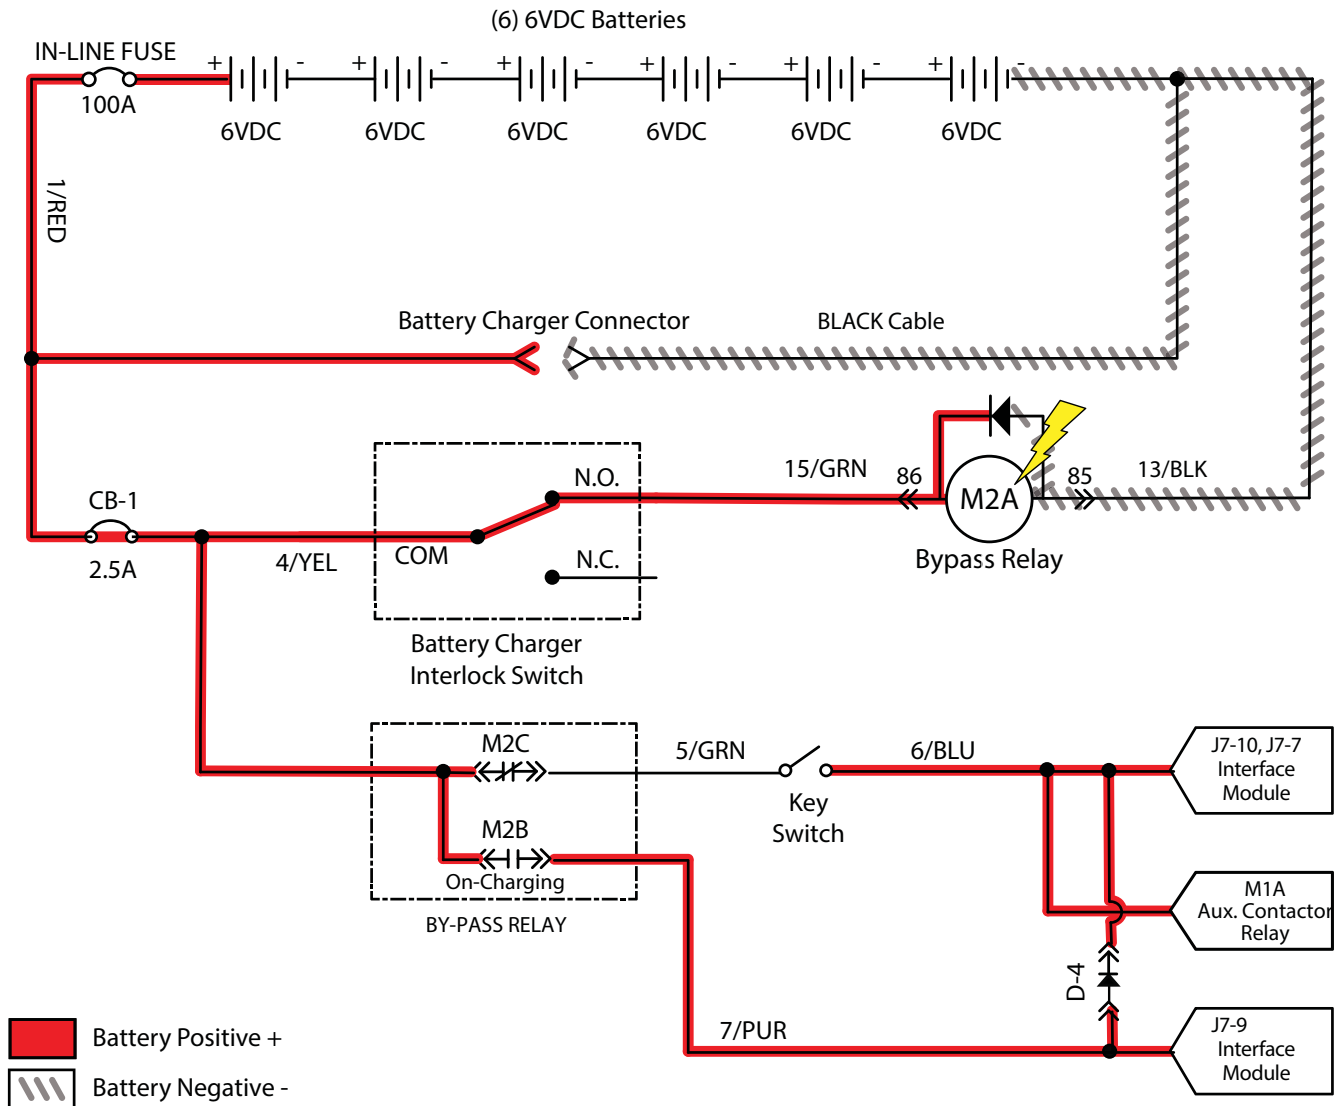 (6) 6VDC Batteries
IN-LINE FUSE
+ - + - + - + - + - + -
100A
6VDC 6VDC 6VDC 6VDC 6VDC 6VDC
1/RED
Battery Charger Connector
BLACK Cable
CB-1
2.5A
4/YEL
COM
N.O.
N.C.
15/GRN
86
M2A
85
13/BLK
Bypass Relay
Battery Charger
Interlock Switch
M2C
5/GRN
Key
Switch
6/BLU
J7-10, J7-7
Interface
Module
M2B
On-Charging
BY-PASS RELAY
M1A
Aux. Contactor
Relay
D-4
7/PUR
J7-9
Interface
Module
Battery Positive +
Battery Negative -